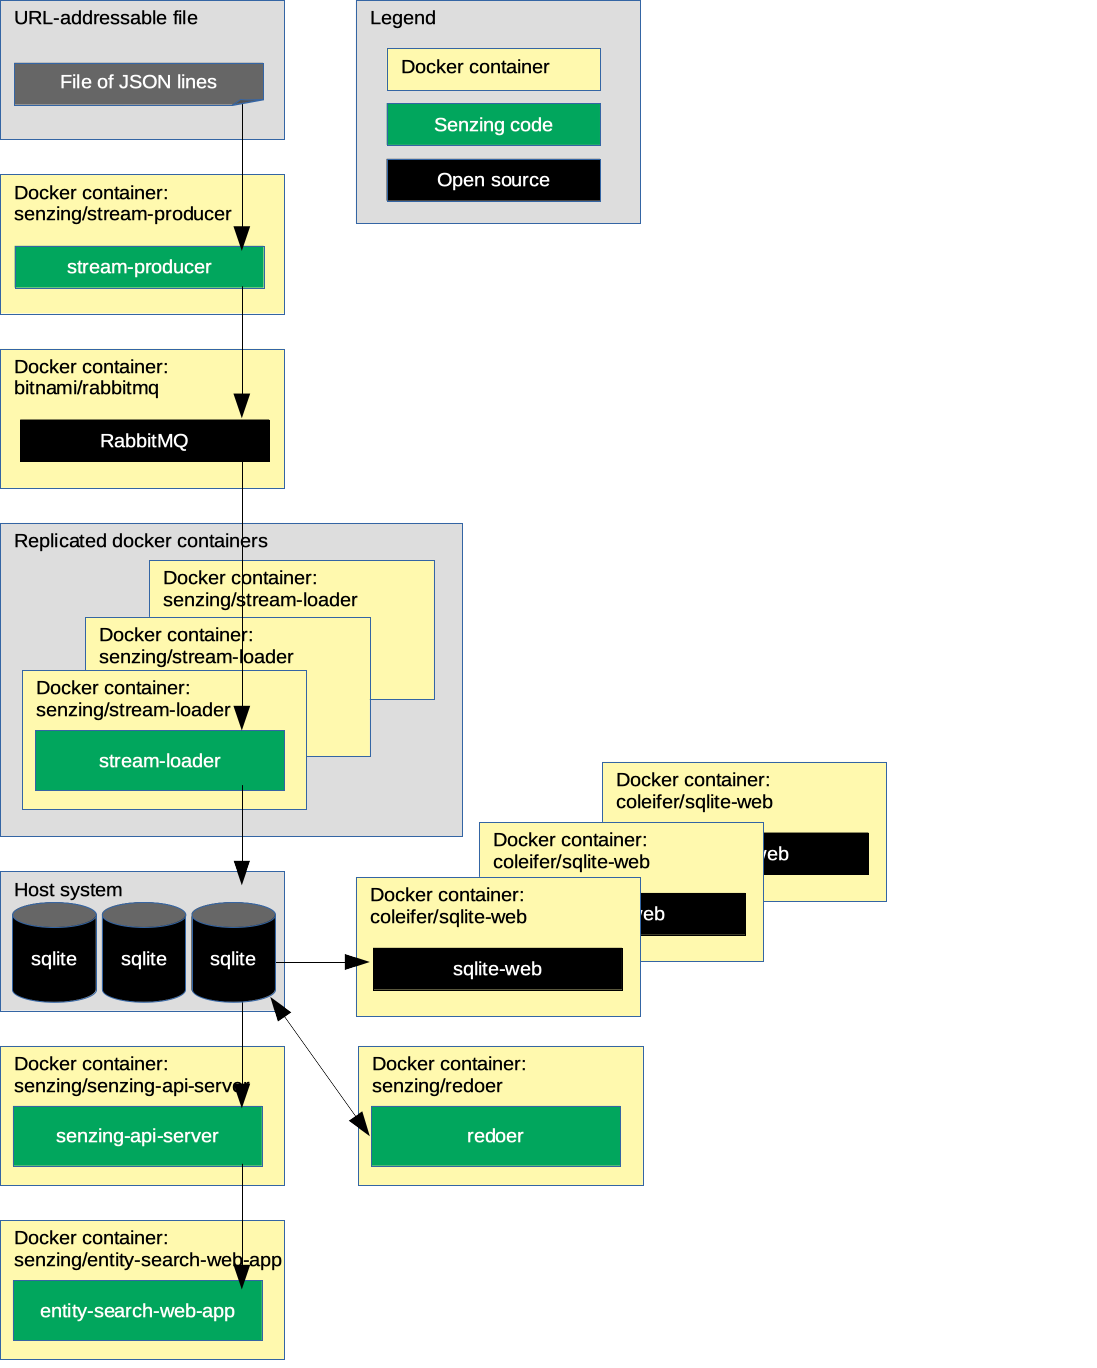 URL-addressable file
File of JSON lines
Legend
Docker container
Senzing code
Open source
Docker container:
senzing/stream-producer
stream-producer
Docker container:
bitnami/rabbitmq
RabbitMQ
Replicated docker containers
Docker container:
senzing/stream-loader
Docker container:
senzing/stream-loader
Docker container:
senzing/stream-loader
stream-loader
Docker container:
coleifer/sqlite-web
Docker container:
coleifer/sqlite-web
Docker container:
coleifer/sqlite-web
sqlite-web
Host system
sqlite
sqlite
sqlite
Docker container:
senzing/senzing-api-server
senzing-api-server
Docker container:
senzing/redoer
redoer
Docker container:
senzing/entity-search-web-app
entity-search-web-app